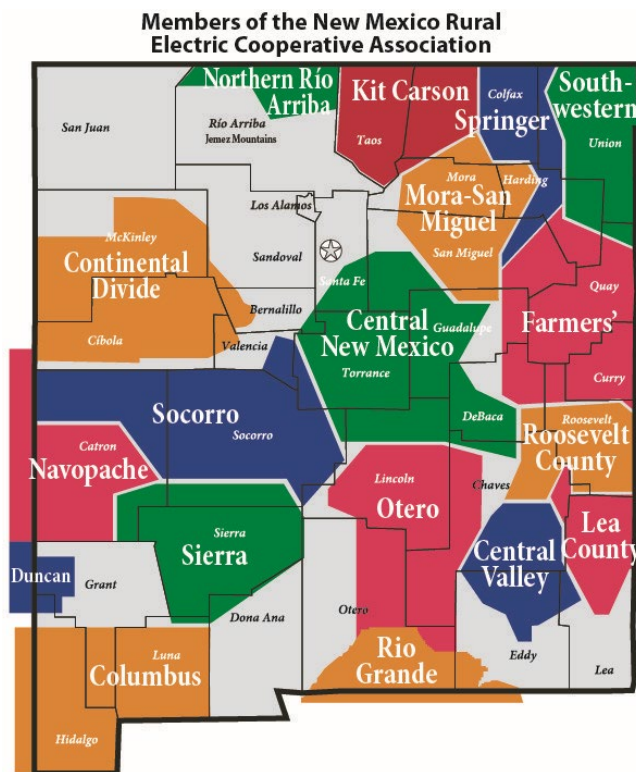 Members of the New Mexico Rural
Electric Cooperative Association
Northern Río
Arriba
Kit Carson
Colfax
Springer
South-
western
San Juan
Río Arriba
Jemez Mountains
Taos
Union
Los Alamos
Mora
Harding
Mora-San
Miguel
McKinley
Continental
Divide
Sandoval
Santa Fe
San Miguel
Quay
Bernalillo
Farmers'
Cíbola
Valencia
Central
New Mexico
Guadalupe
Torrance
Curry
Socorro
Socorro
DeBaca
Roosevelt
Roosevelt
County
Catron
Navopache
Lincoln
Otero
Chaves
Lea
County
Sierra
Sierra
Central
Valley
Duncan
Grant
Dona Ana
Otero
Luna
Columbus
Rio
Grande
Eddy
Lea
Hidalgo